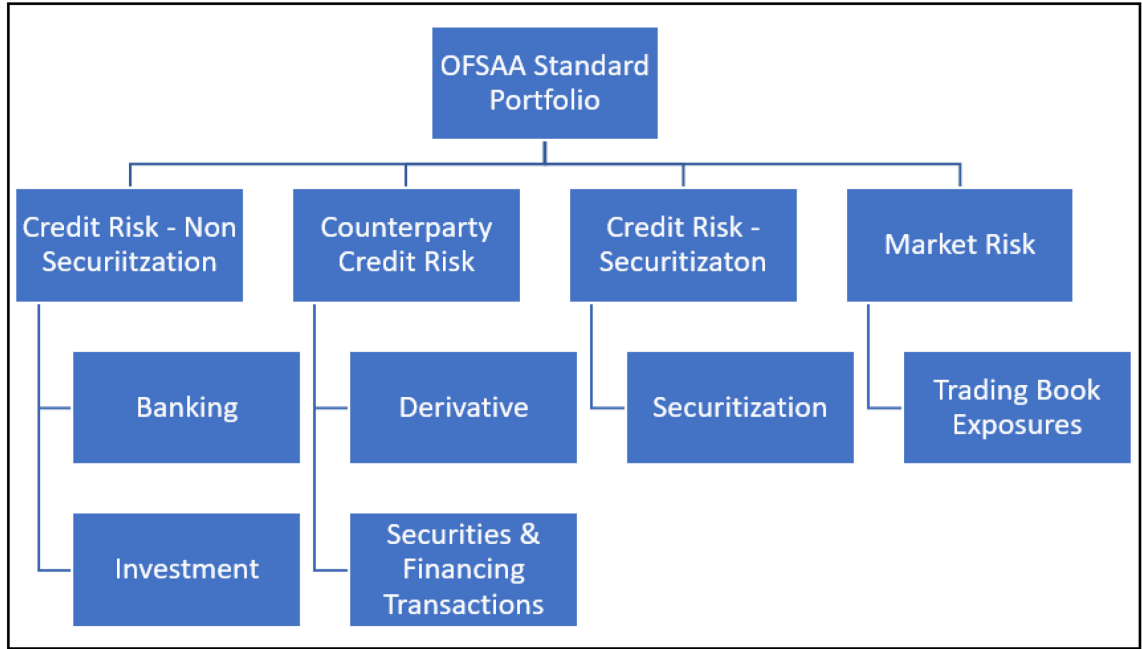 OFSAA Standard
Portfolio
Credit Risk - Non
Securiitzation
Counterparty
Credit Risk
Credit Risk -
Securitizaton
Market Risk
Banking
Derivative
Securitization
Trading Book
Exposures
Investment
Securities &
Financing
Transactions